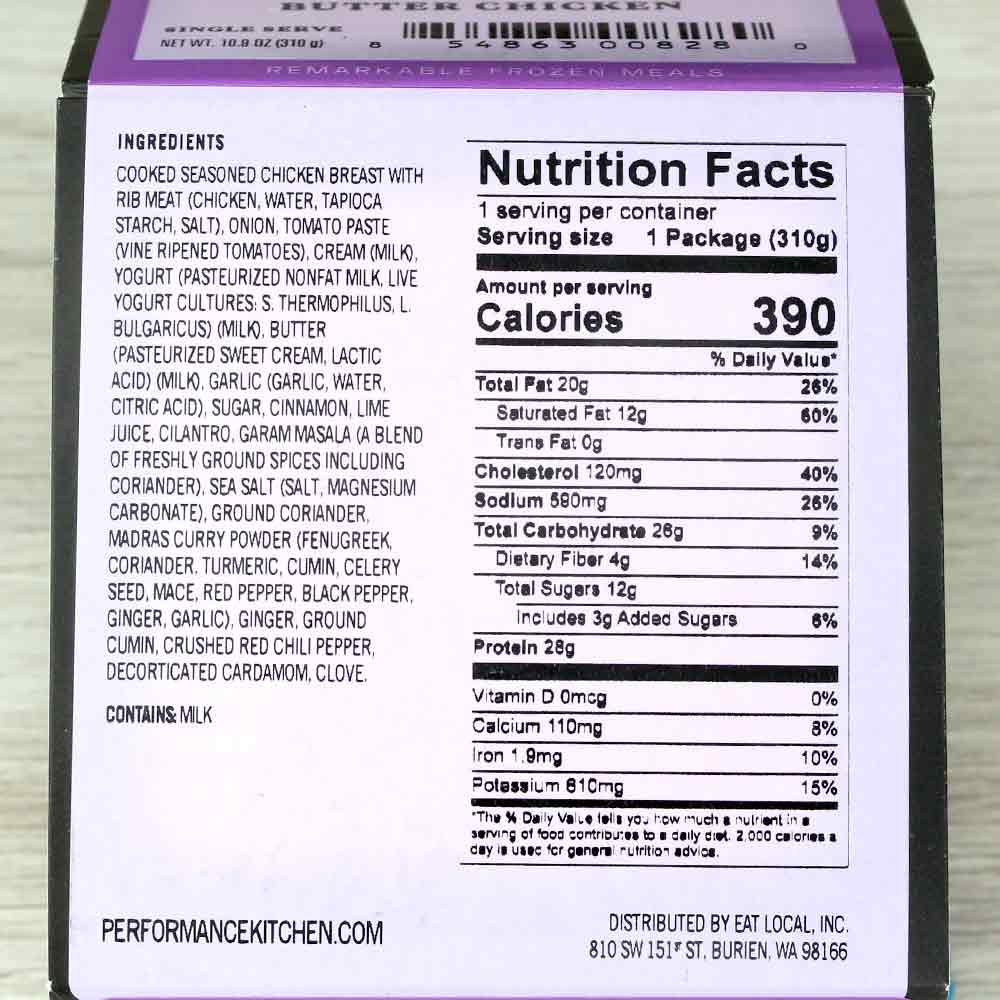 BUTTER CHICKEN
SINGLE SERVE
NET WT. 10.9 OZ (310 g)
8 54863 00828 0
REMARKABLE FROZEN MEALS
INGREDIENTS
COOKED SEASONED CHICKEN BREAST WITH
RIB MEAT (CHICKEN, WATER, TAPIOCA
STARCH, SALT), ONION, TOMATO PASTE
(VINE RIPENED TOMATOES), CREAM (MILK),
YOGURT (PASTEURIZED NONFAT MILK, LIVE
YOGURT CULTURES: S. THERMOPHILUS, L.
BULGARICUS) (MILK), BUTTER
(PASTEURIZED SWEET CREAM, LACTIC
ACID) (MILK), GARLIC (GARLIC, WATER,
CITRIC ACID), SUGAR, CINNAMON, LIME
JUICE, CILANTRO, GARAM MASALA (A BLEND
OF FRESHLY GROUND SPICES INCLUDING
CORIANDER), SEA SALT (SALT, MAGNESIUM
CARBONATE), GROUND CORIANDER,
MADRAS CURRY POWDER (FENUGREEK,
CORIANDER. TURMERIC, CUMIN, CELERY
SEED, MACE, RED PEPPER, BLACK PEPPER,
GINGER, GARLIC), GINGER, GROUND
CUMIN, CRUSHED RED CHILI PEPPER,
DECORTICATED CARDAMOM, CLOVE.
CONTAINS: MILK
Nutrition Facts
1 serving per container
Serving size 1 Package (310g)
Amount per serving
Calories 390
% Daily Value*
Total Fat 20g 26%
Saturated Fat 12g 60%
Trans Fat 0g
Cholesterol 120mg 40%
Sodium 590mg 26%
Total Carbohydrate 26g 9%
Dietary Fiber 4g 14%
Total Sugars 12g
Includes 3g Added Sugars 6%
Protein 28g
Vitamin D 0mcg 0%
Calcium 110mg 8%
Iron 1.9mg 10%
Potassium 610mg 15%
*The % Daily Value tells you how much a nutrient in a
serving of food contributes to a daily diet. 2,000 calories a
day is used for general nutrition advice.
PERFORMANCEKITCHEN.COM
DISTRIBUTED BY EAT LOCAL, INC.
810 SW 151ST ST, BURIEN, WA 98166